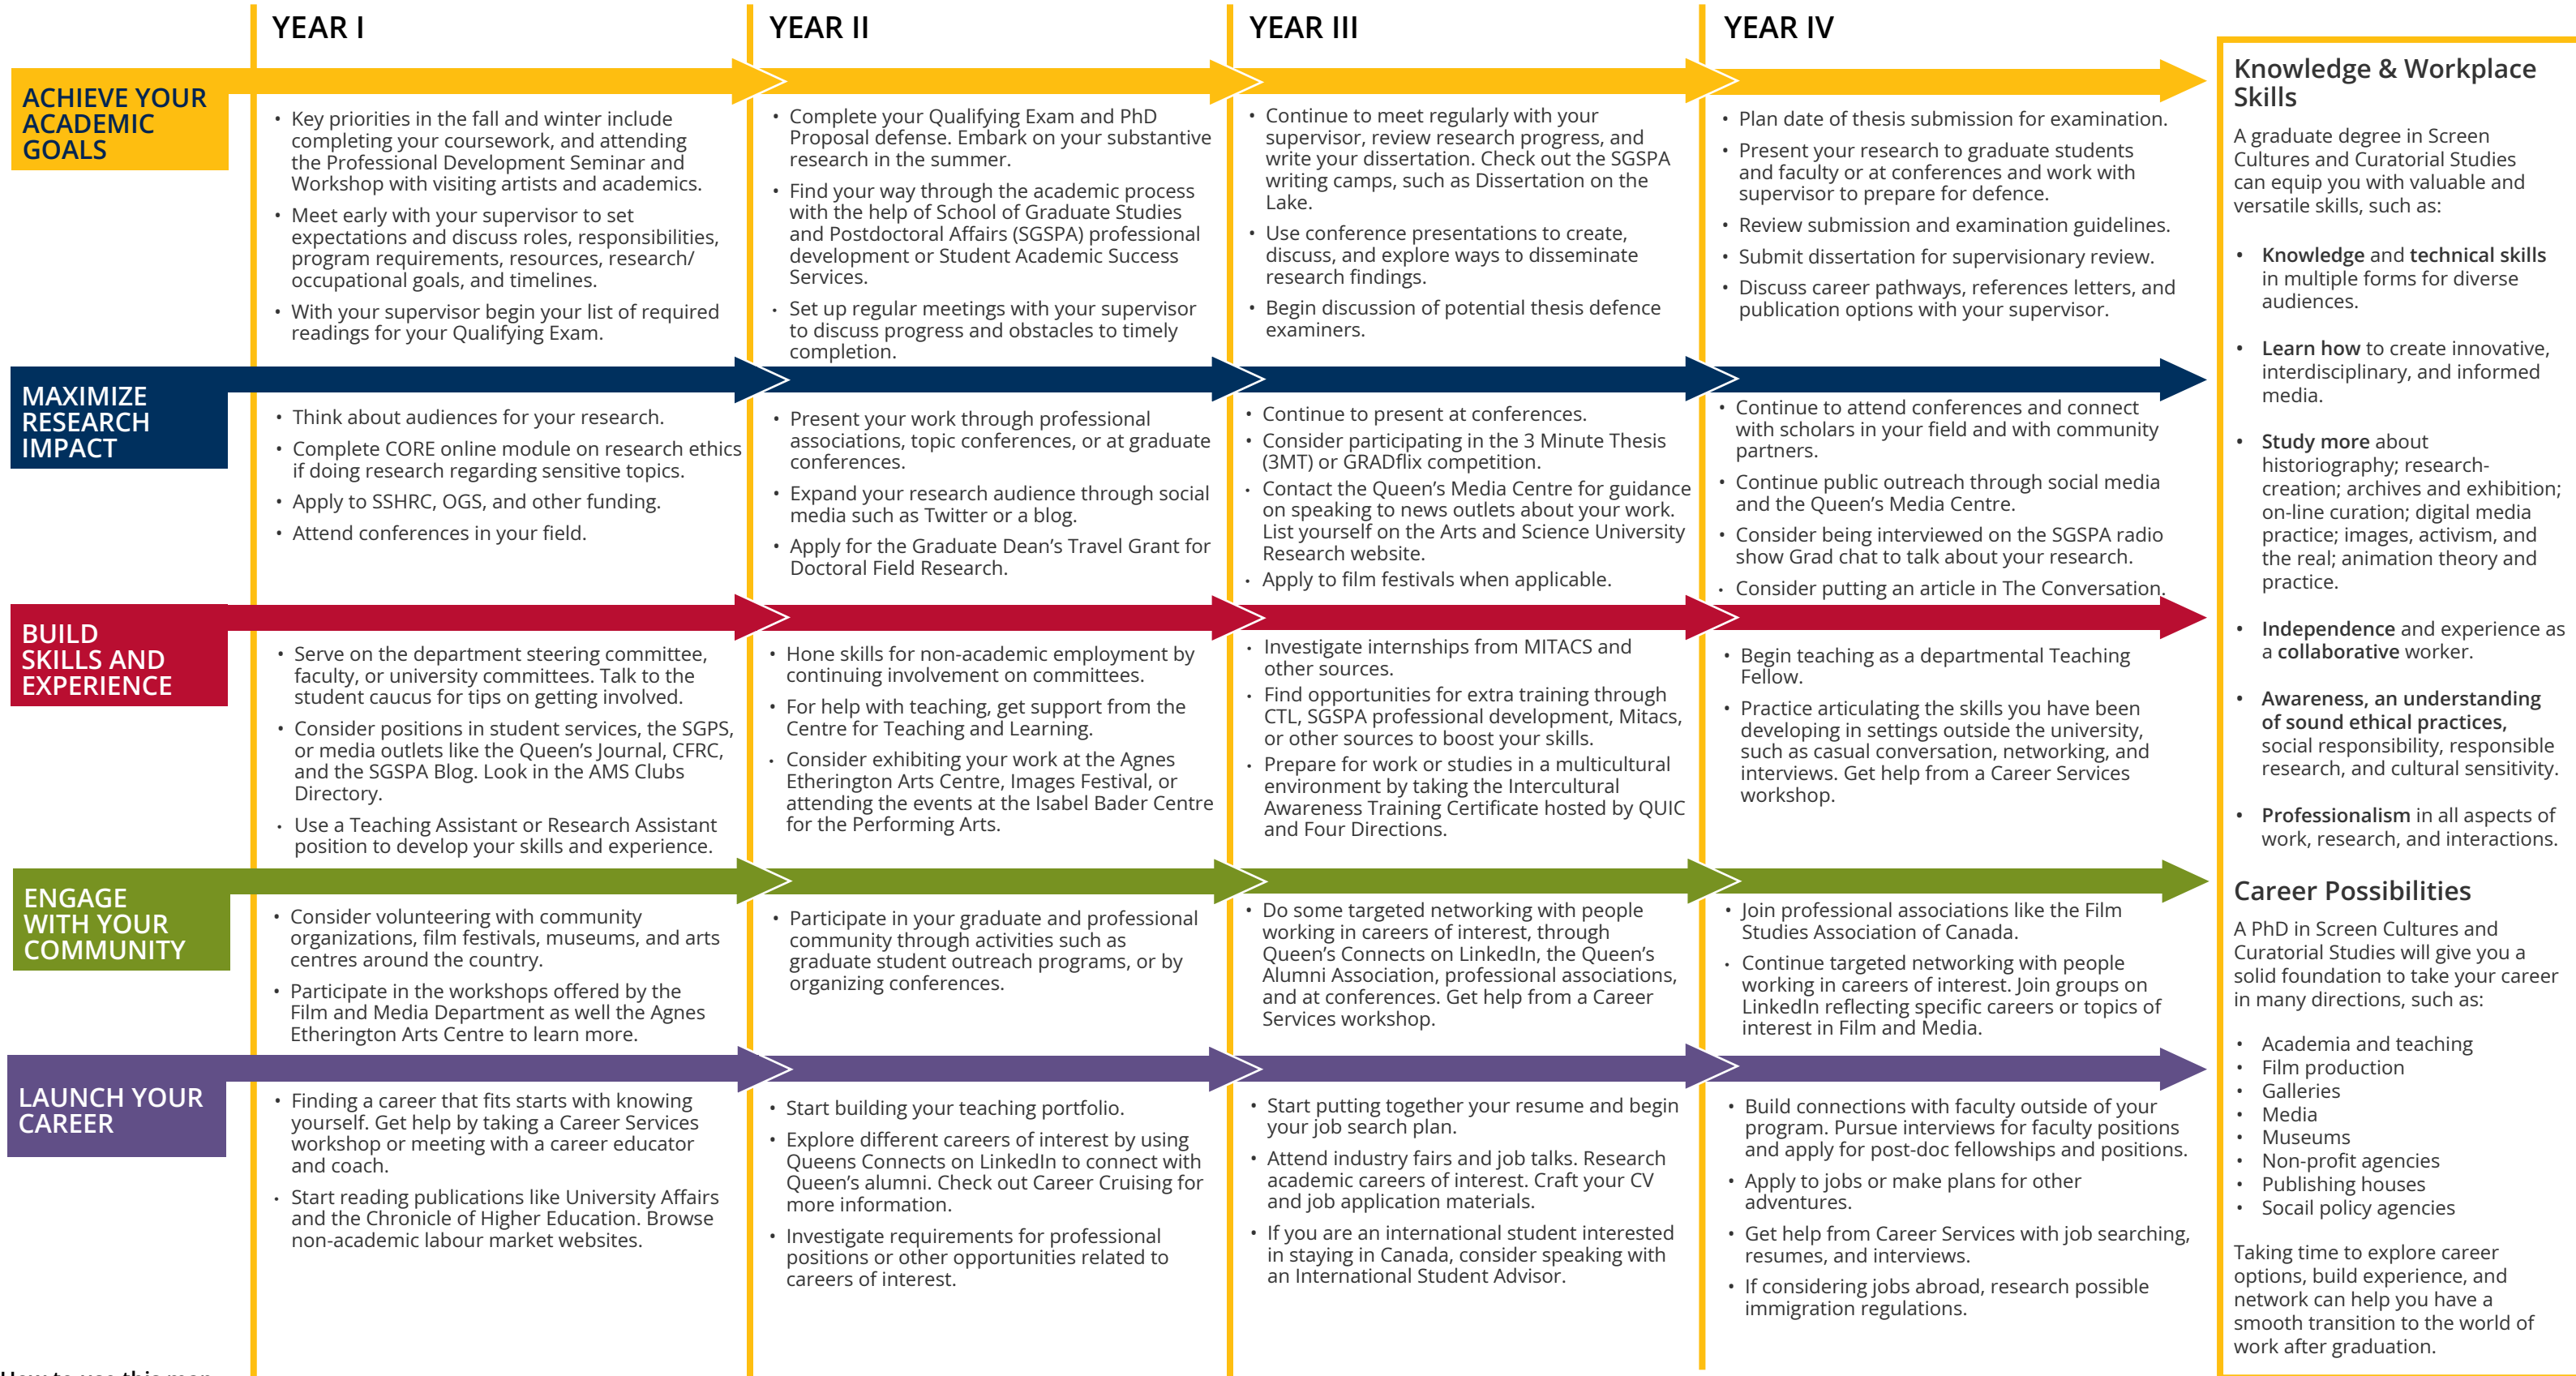 YEAR I
YEAR II
YEAR III
YEAR IV
ACHIEVE YOUR
ACADEMIC
GOALS
• Key priorities in the fall and winter include
completing your coursework, and attending
the Professional Development Seminar and
Workshop with visiting artists and academics.
• Meet early with your supervisor to set
expectations and discuss roles, responsibilities,
program requirements, resources, research/
occupational goals, and timelines.
• With your supervisor begin your list of required
readings for your Qualifying Exam.
• Complete your Qualifying Exam and PhD
Proposal defense. Embark on your substantive
research in the summer.
• Find your way through the academic process
with the help of School of Graduate Studies
and Postdoctoral Affairs (SGSPA) professional
development or Student Academic Success
Services.
• Set up regular meetings with your supervisor
to discuss progress and obstacles to timely
completion.
• Continue to meet regularly with your
supervisor, review research progress, and
write your dissertation. Check out the SGSPA
writing camps, such as Dissertation on the
Lake.
• Use conference presentations to create,
discuss, and explore ways to disseminate
research findings.
• Begin discussion of potential thesis defence
examiners.
• Plan date of thesis submission for examination.
• Present your research to graduate students
and faculty or at conferences and work with
supervisor to prepare for defence.
• Review submission and examination guidelines.
• Submit dissertation for supervisionary review.
• Discuss career pathways, references letters, and
publication options with your supervisor.
MAXIMIZE
RESEARCH
IMPACT
• Think about audiences for your research.
• Complete CORE online module on research ethics
if doing research regarding sensitive topics.
• Apply to SSHRC, OGS, and other funding.
• Attend conferences in your field.
• Present your work through professional
associations, topic conferences, or at graduate
conferences.
• Expand your research audience through social
media such as Twitter or a blog.
• Apply for the Graduate Dean's Travel Grant for
Doctoral Field Research.
• Continue to present at conferences.
• Consider participating in the 3 Minute Thesis
(3MT) or GRADflix competition.
• Contact the Queen's Media Centre for guidance
on speaking to news outlets about your work.
List yourself on the Arts and Science University
Research website.
• Apply to film festivals when applicable.
• Continue to attend conferences and connect
with scholars in your field and with community
partners.
• Continue public outreach through social media
and the Queen's Media Centre.
• Consider being interviewed on the SGSPA radio
show Grad chat to talk about your research.
• Consider putting an article in The Conversation.
BUILD
SKILLS AND
EXPERIENCE
• Serve on the department steering committee,
faculty, or university committees. Talk to the
student caucus for tips on getting involved.
• Consider positions in student services, the SGPS,
or media outlets like the Queen's Journal, CFRC,
and the SGSPA Blog. Look in the AMS Clubs
Directory.
• Use a Teaching Assistant or Research Assistant
position to develop your skills and experience.
• Hone skills for non-academic employment by
continuing involvement on committees.
• For help with teaching, get support from the
Centre for Teaching and Learning.
• Consider exhibiting your work at the Agnes
Etherington Arts Centre, Images Festival, or
attending the events at the Isabel Bader Centre
for the Performing Arts.
• Investigate internships from MITACS and
other sources.
• Find opportunities for extra training through
CTL, SGSPA professional development, Mitacs,
or other sources to boost your skills.
• Prepare for work or studies in a multicultural
environment by taking the Intercultural
Awareness Training Certificate hosted by QUIC
and Four Directions.
• Begin teaching as a departmental Teaching
Fellow.
• Practice articulating the skills you have been
developing in settings outside the university,
such as casual conversation, networking, and
interviews. Get help from a Career Services
workshop.
ENGAGE
WITH YOUR
COMMUNITY
• Consider volunteering with community
organizations, film festivals, museums, and arts
centres around the country.
• Participate in the workshops offered by the
Film and Media Department as well the Agnes
Etherington Arts Centre to learn more.
• Participate in your graduate and professional
community through activities such as
graduate student outreach programs, or by
organizing conferences.
• Do some targeted networking with people
working in careers of interest, through
Queen's Connects on LinkedIn, the Queen's
Alumni Association, professional associations,
and at conferences. Get help from a Career
Services workshop.
• Join professional associations like the Film
Studies Association of Canada.
• Continue targeted networking with people
working in careers of interest. Join groups on
LinkedIn reflecting specific careers or topics of
interest in Film and Media.
LAUNCH YOUR
CAREER
• Finding a career that fits starts with knowing
yourself. Get help by taking a Career Services
workshop or meeting with a career educator
and coach.
• Start reading publications like University Affairs
and the Chronicle of Higher Education. Browse
non-academic labour market websites.
• Start building your teaching portfolio.
• Explore different careers of interest by using
Queens Connects on LinkedIn to connect with
Queen's alumni. Check out Career Cruising for
more information.
• Investigate requirements for professional
positions or other opportunities related to
careers of interest.
• Start putting together your resume and begin
your job search plan.
• Attend industry fairs and job talks. Research
academic careers of interest. Craft your CV
and job application materials.
• If you are an international student interested
in staying in Canada, consider speaking with
an International Student Advisor.
• Build connections with faculty outside of your
program. Pursue interviews for faculty positions
and apply for post-doc fellowships and positions.
• Apply to jobs or make plans for other
adventures.
• Get help from Career Services with job searching,
resumes, and interviews.
• If considering jobs abroad, research possible
immigration regulations.
Knowledge & Workplace
Skills
A graduate degree in Screen
Cultures and Curatorial Studies
can equip you with valuable and
versatile skills, such as:
• Knowledge and technical skills
in multiple forms for diverse
audiences.
• Learn how to create innovative,
interdisciplinary, and informed
media.
• Study more about
historiography; research-
creation; archives and exhibition;
on-line curation; digital media
practice; images, activism, and
the real; animation theory and
practice.
• Independence and experience as
a collaborative worker.
• Awareness, an understanding
of sound ethical practices,
social responsibility, responsible
research, and cultural sensitivity.
• Professionalism in all aspects of
work, research, and interactions.
Career Possibilities
A PhD in Screen Cultures and
Curatorial Studies will give you a
solid foundation to take your career
in many directions, such as:
• Academia and teaching
• Film production
• Galleries
• Media
• Museums
• Non-profit agencies
• Publishing houses
• Socail policy agencies
Taking time to explore career
options, build experience, and
network can help you have a
smooth transition to the world of
work after graduation.